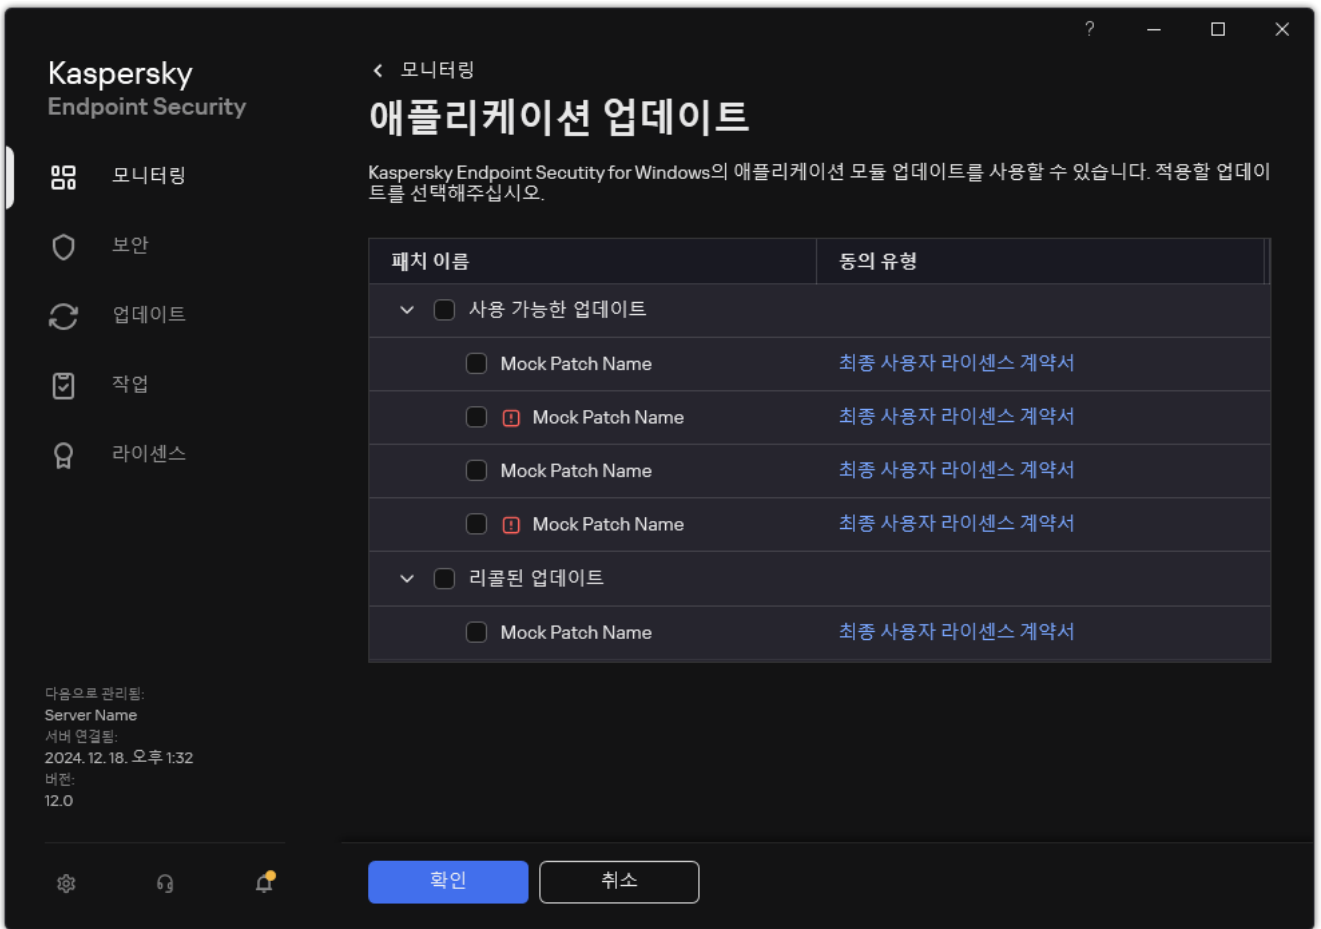 Kaspersky
Endpoint Security
모니터링
보안
업데이트
작업
라이센스
다음으로 관리됨:
Server Name
서버 연결됨:
2024. 12. 18. 오후 1:32
버전:
12.0
모니터링
애플리케이션 업데이트
Kaspersky Endpoint Secutity for Windows의 애플리케이션 모듈 업데이트를 사용할 수 있습니다. 적용할 업데이
트를 선택해주십시오.
패치 이름 동의 유형
사용 가능한 업데이트
Mock Patch Name 최종 사용자 라이센스 계약서
Mock Patch Name 최종 사용자 라이센스 계약서
Mock Patch Name 최종 사용자 라이센스 계약서
Mock Patch Name 최종 사용자 라이센스 계약서
리콜된 업데이트
Mock Patch Name 최종 사용자 라이센스 계약서
확인 취소